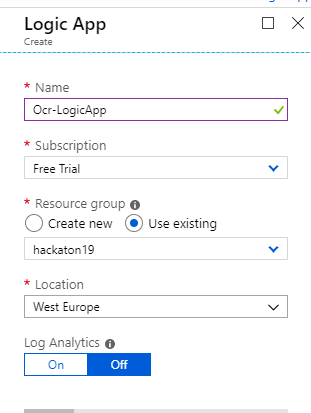 Logic App
Create
* Name
Ocr-LogicApp
* Subscription
Free Trial
* Resource group
Create new Use existing
hackaton19
* Location
West Europe
Log Analytics
On Off